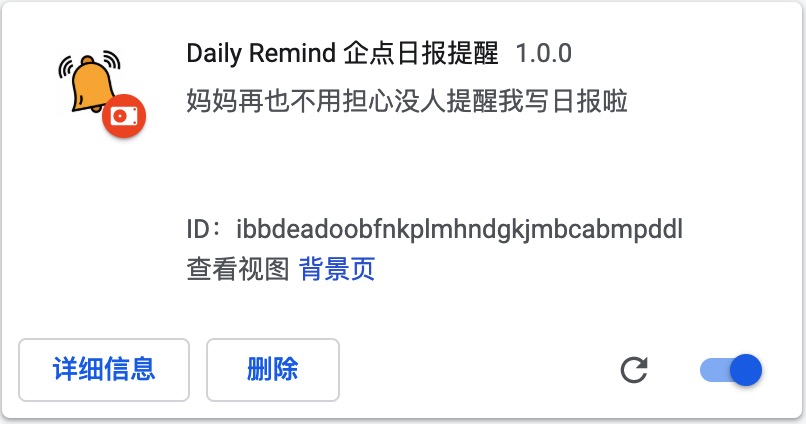 Daily Remind 企点日报提醒 1.0.0
妈妈再也不用担心没人提醒我写日报啦
ID：ibbdeadoobfnkplmhndgkjmbcabmpddl
查看视图 背景页
详细信息 删除